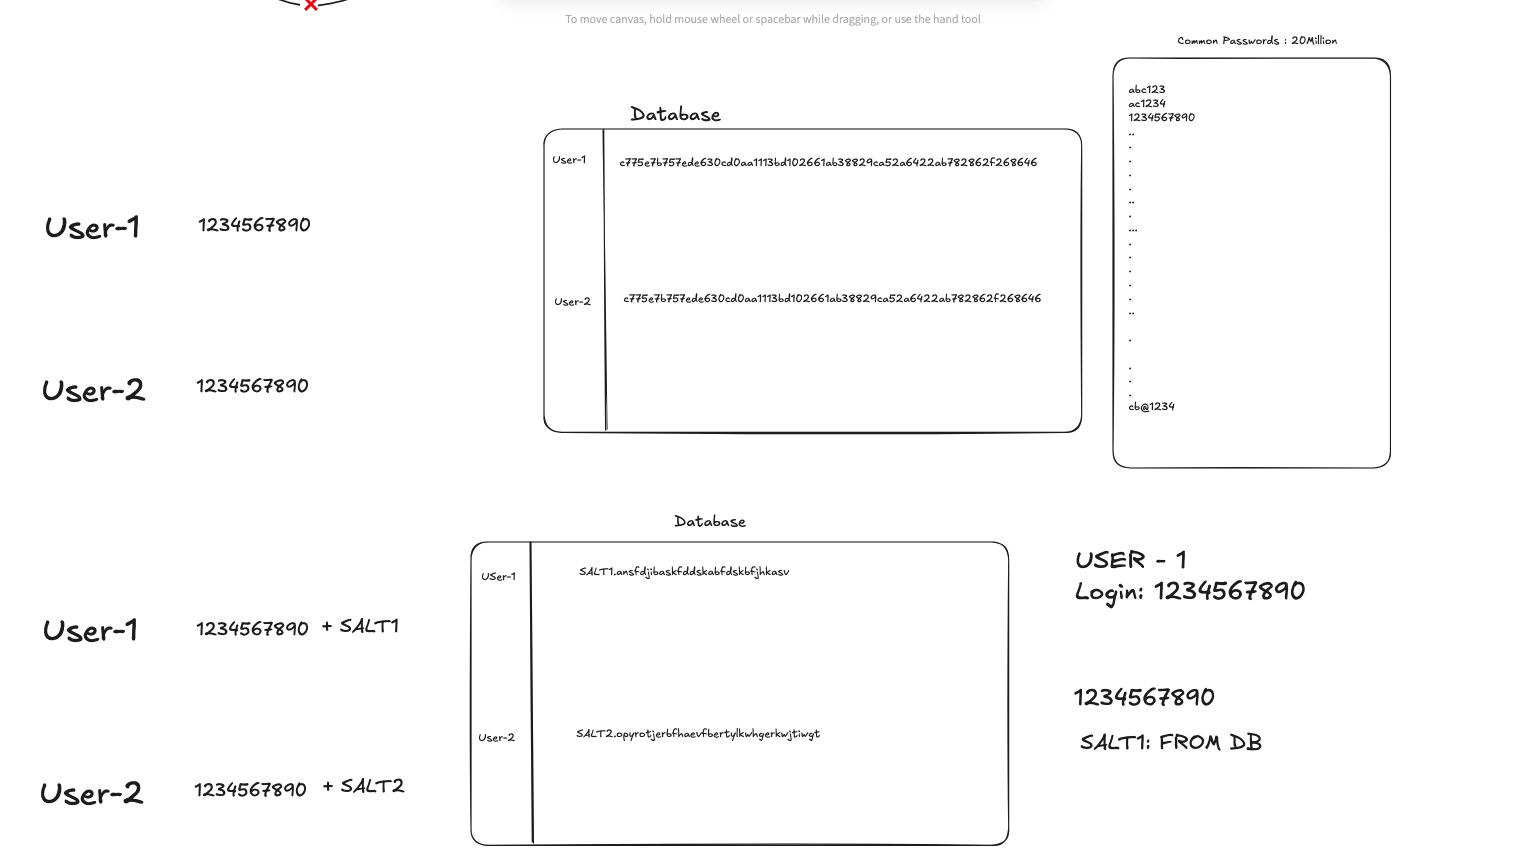 To move canvas, hold mouse wheel or spacebar while dragging, or use the hand tool
Common Passwords : 20Million
abc123
ac1234
1234567890
..
.
.
.
.
..
.
...
.
.
.
.
.
..
.
.
.
.
cb@1234
Database
User-1
c775e7b757ede630cd0aa1113bd102661ab38829ca52a6422ab782862f268646
User-2
c775e7b757ede630cd0aa1113bd102661ab38829ca52a6422ab782862f268646
User-1 1234567890
User-2 1234567890
Database
USer-1
SALT1.ansfdjibaskfddskabfdskbfjhkasv
User-2
SALT2.opyrotjerbfhaevfbertylkwhgerkwjtiwgt
User-1 1234567890 + SALT1
User-2 1234567890 + SALT2
USER - 1
Login: 1234567890
1234567890
SALT1: FROM DB